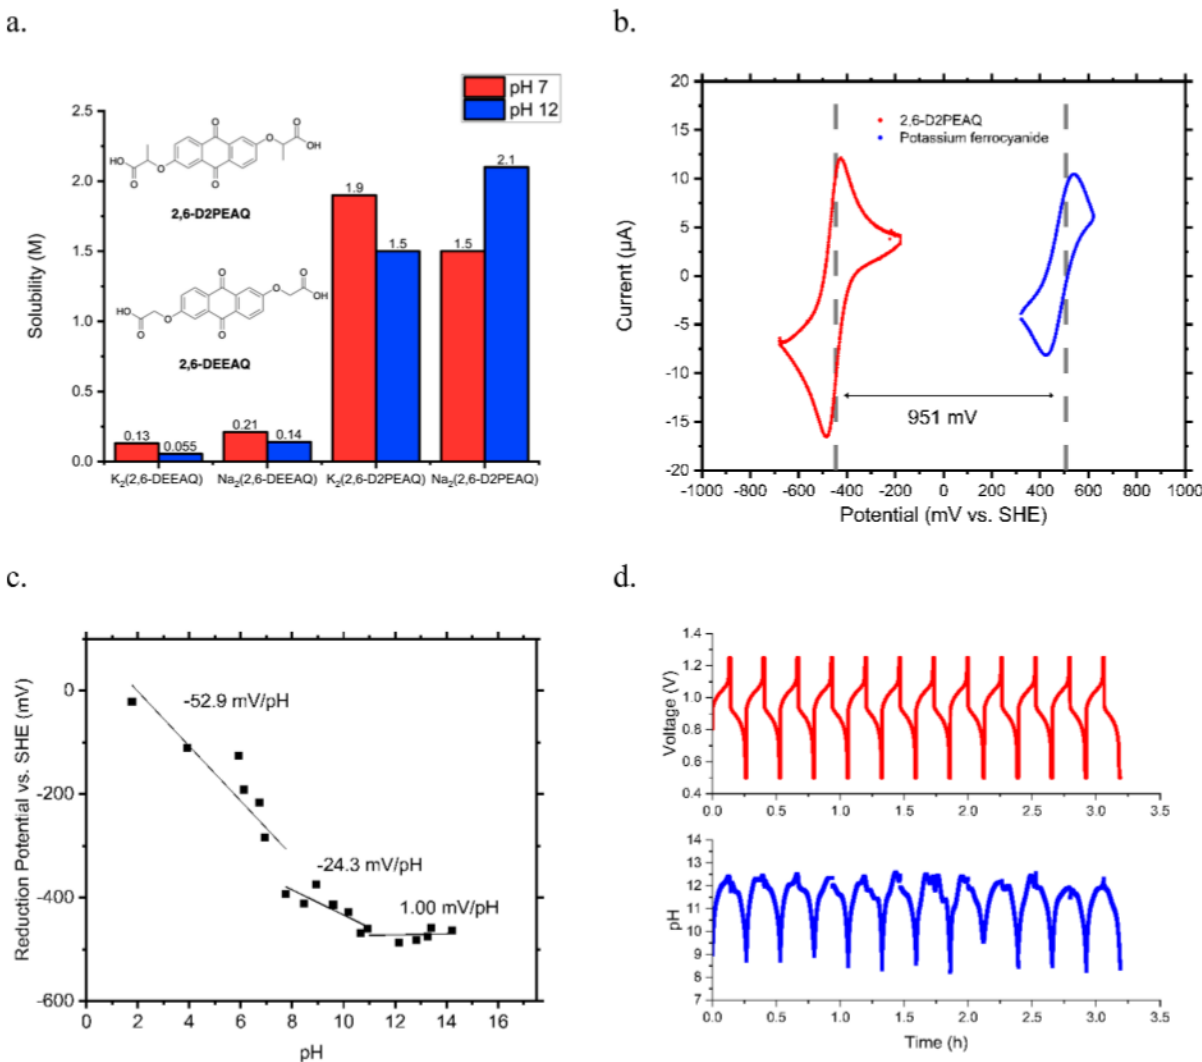 a.
pH 7
pH 12
2.5
2.0
1.5
1.0
0.5
0.0
Solubility (M)
O
O
HO
O
O
O
O
OH
2,6-D2PEAQ
O
O
HO
O
O
O
O
OH
2,6-DEEAQ
0.13
0.055
0.21
0.14
1.9
1.5
1.5
2.1
K2(2,6-DEEAQ) Na2(2,6-DEEAQ) K2(2,6-D2PEAQ) Na2(2,6-D2PEAQ)
b.
20
15
10
5
0
-5
-10
-15
-20
Current (µA)
2,6-D2PEAQ
Potassium ferrocyanide
951 mV
-1000 -800 -600 -400 -200 0 200 400 600 800 1000
Potential (mV vs. SHE)
c.
0
-200
-400
-600
Reduction Potential vs. SHE (mV)
-52.9 mV/pH
-24.3 mV/pH
1.00 mV/pH
0 2 4 6 8 10 12 14 16
pH
d.
1.4
1.2
1.0
0.8
0.6
0.4
Voltage (V)
0.0 0.5 1.0 1.5 2.0 2.5 3.0 3.5
14
13
12
11
10
9
8
7
pH
0.0 0.5 1.0 1.5 2.0 2.5 3.0 3.5
Time (h)